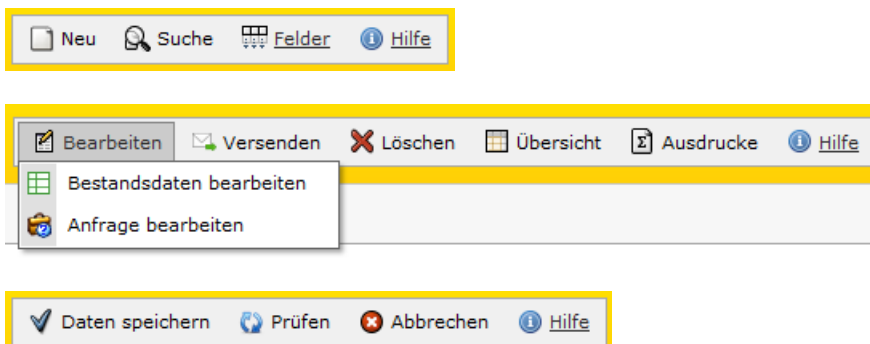 Neu Suche Felder Hilfe
Bearbeiten Versenden Löschen Übersicht Ausdrucke Hilfe
Bestandsdaten bearbeiten
Anfrage bearbeiten
Daten speichern Prüfen Abbrechen Hilfe